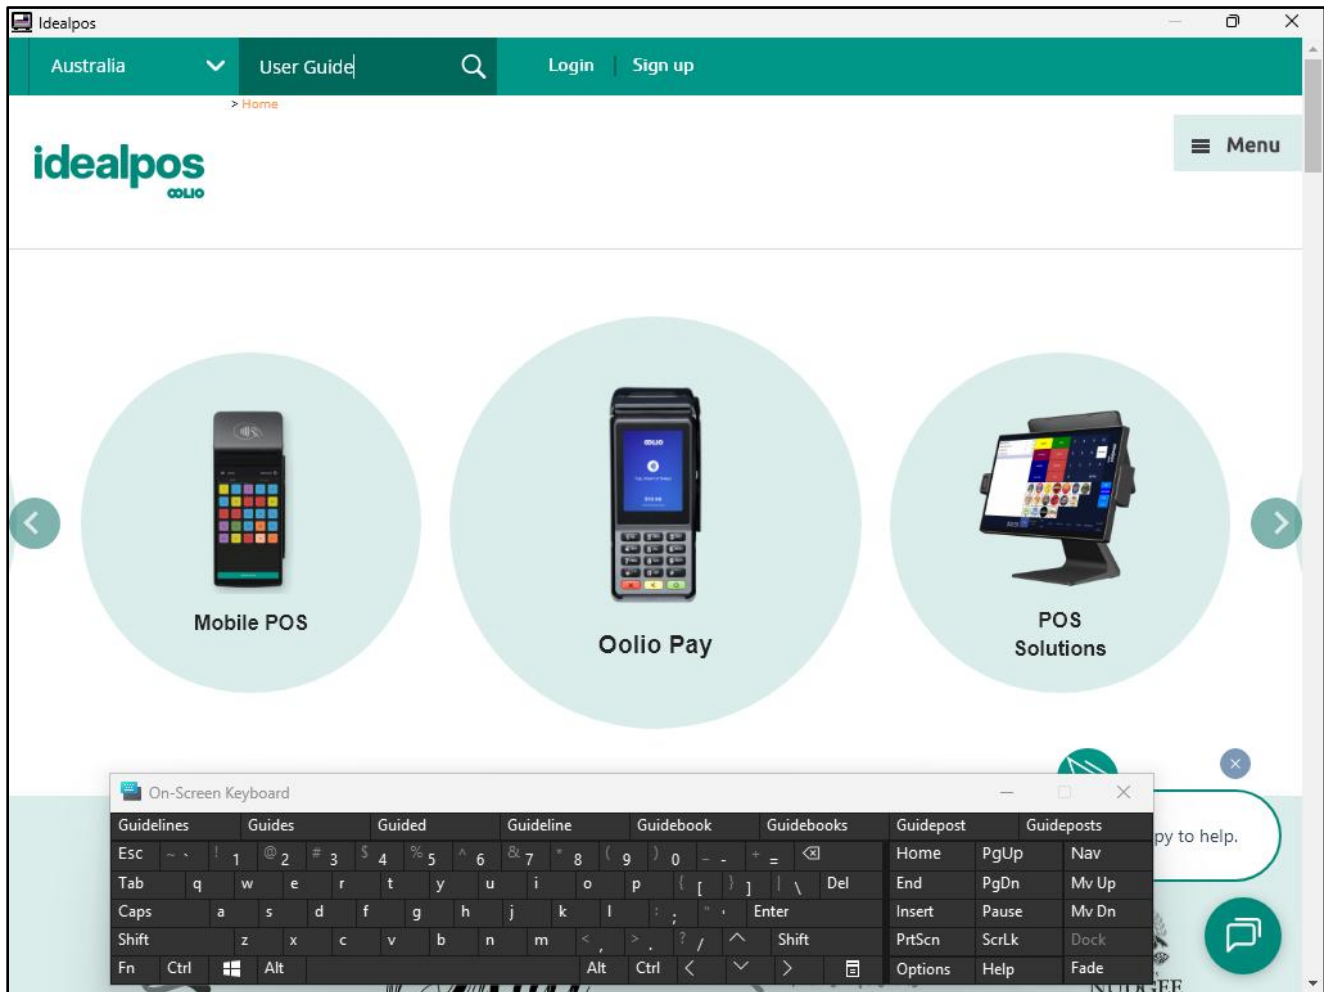 Idealpos
Australia User Guide Login Sign up
> Home
idealpos
OOLIO
Menu
OOLIO
Mobile POS
Oolio Pay
POS
Solutions
On-Screen Keyboard
Guidelines Guides Guided Guideline Guidebook Guidebooks Guidepost Guideposts
py to help.
Esc ~ ` ! 1 @ 2 # 3 $ 4 % 5 ^ 6 & 7 * 8 ( 9 ) 0 _ - + = Home PgUp Nav
Tab q w e r t y u i o p { [ } ] | \ Del End PgDn Mv Up
Caps a s d f g h j k l : ; " ' Enter Insert Pause Mv Dn
Shift z x c v b n m < , > . ? / Shift PrtScn ScrLk Dock
Fn Ctrl Alt Alt Ctrl Options Help Fade
NUDGEE